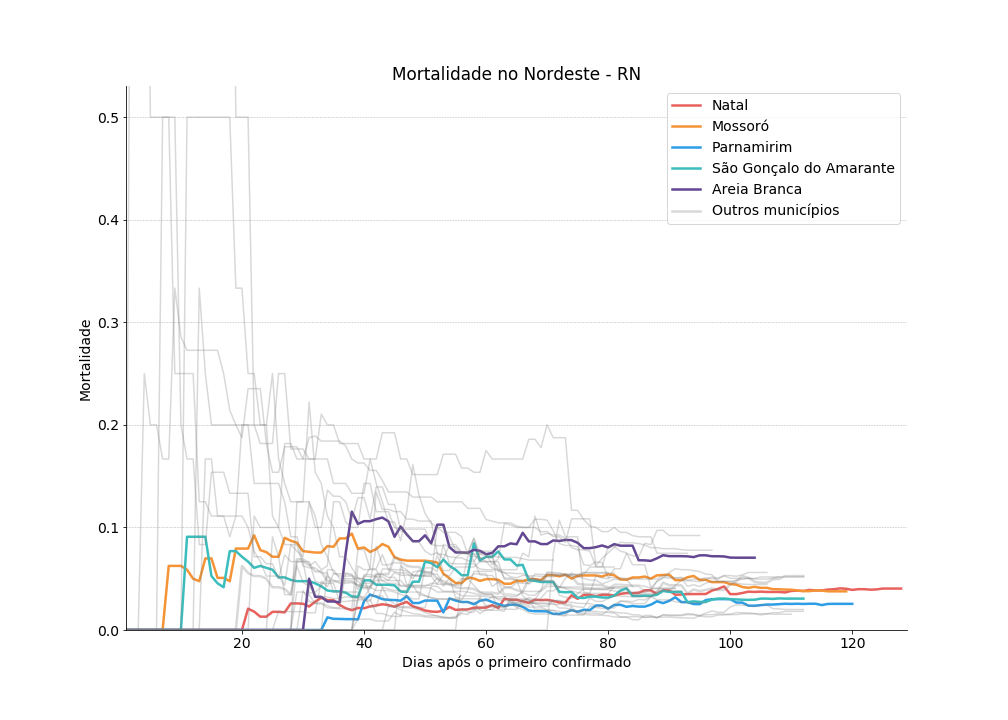 Mortalidade no Nordeste - RN
Natal
Mossoró
Parnamirim
São Gonçalo do Amarante
Areia Branca
Outros municípios
Mortalidade
0.5
0.4
0.3
0.2
0.1
0.0
20 40 60 80 100 120
Dias após o primeiro confirmado